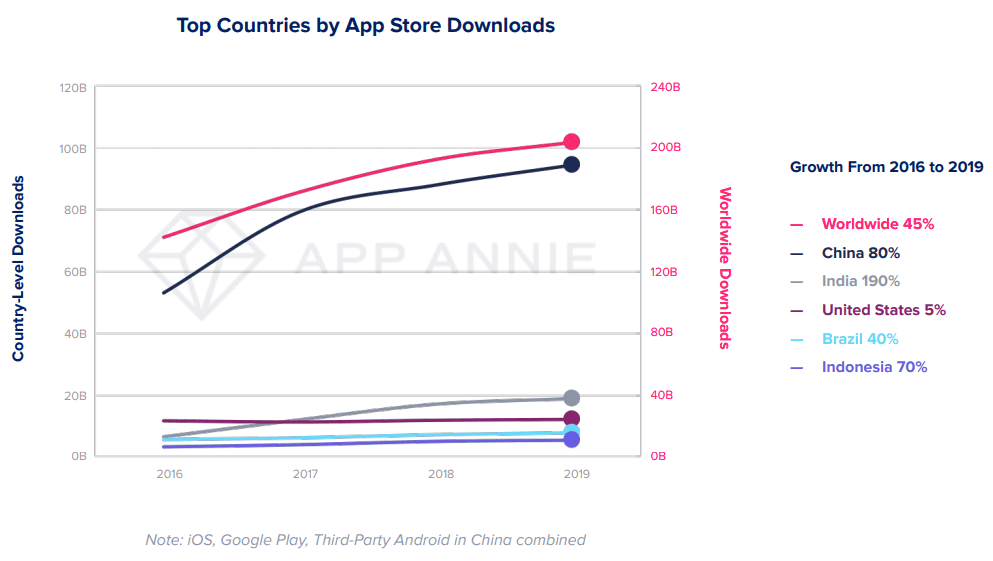 Top Countries by App Store Downloads
120B
100B
80B
60B
40B
20B
0B
Country-Level Downloads
240B
200B
160B
120B
80B
40B
0B
Worldwide Downloads
APP ANNIE
2016
2017
2018
2019
Growth From 2016 to 2019
— Worldwide 45%
— China 80%
— India 190%
— United States 5%
— Brazil 40%
— Indonesia 70%
Note: iOS, Google Play, Third-Party Android in China combined